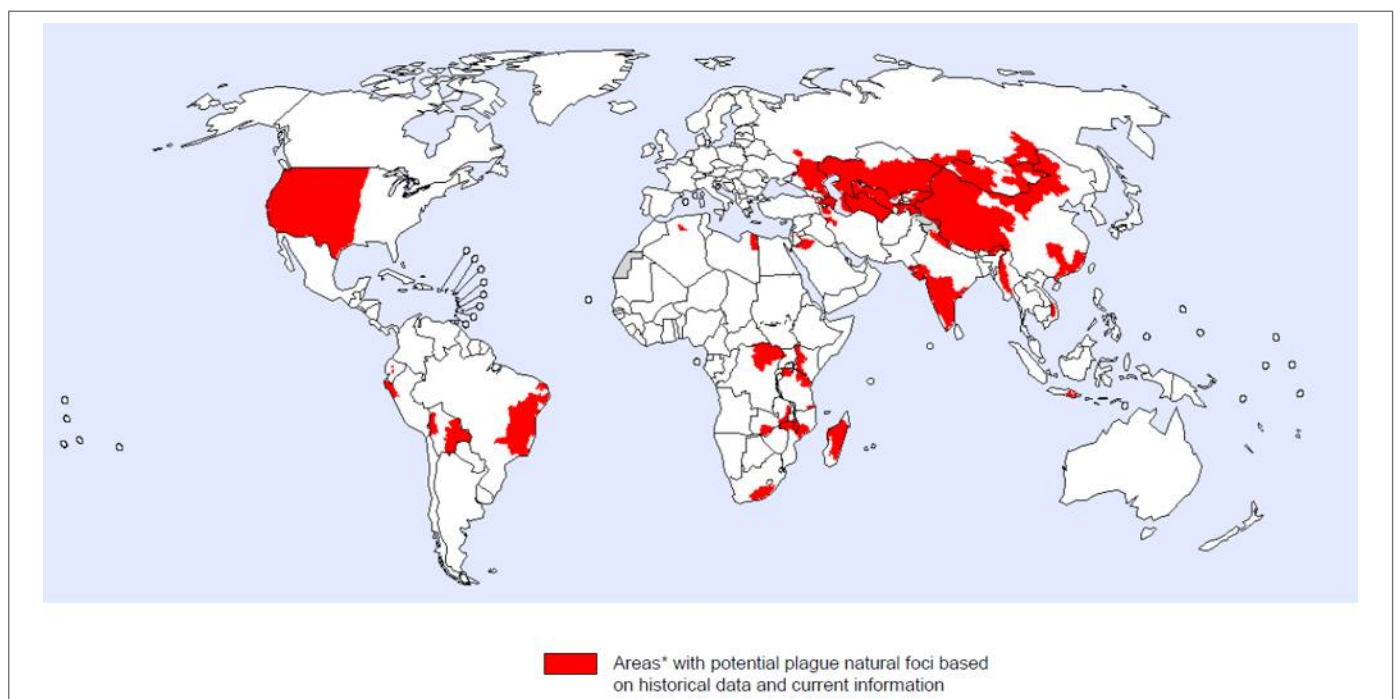 Areas* with potential plague natural foci based
on historical data and current information